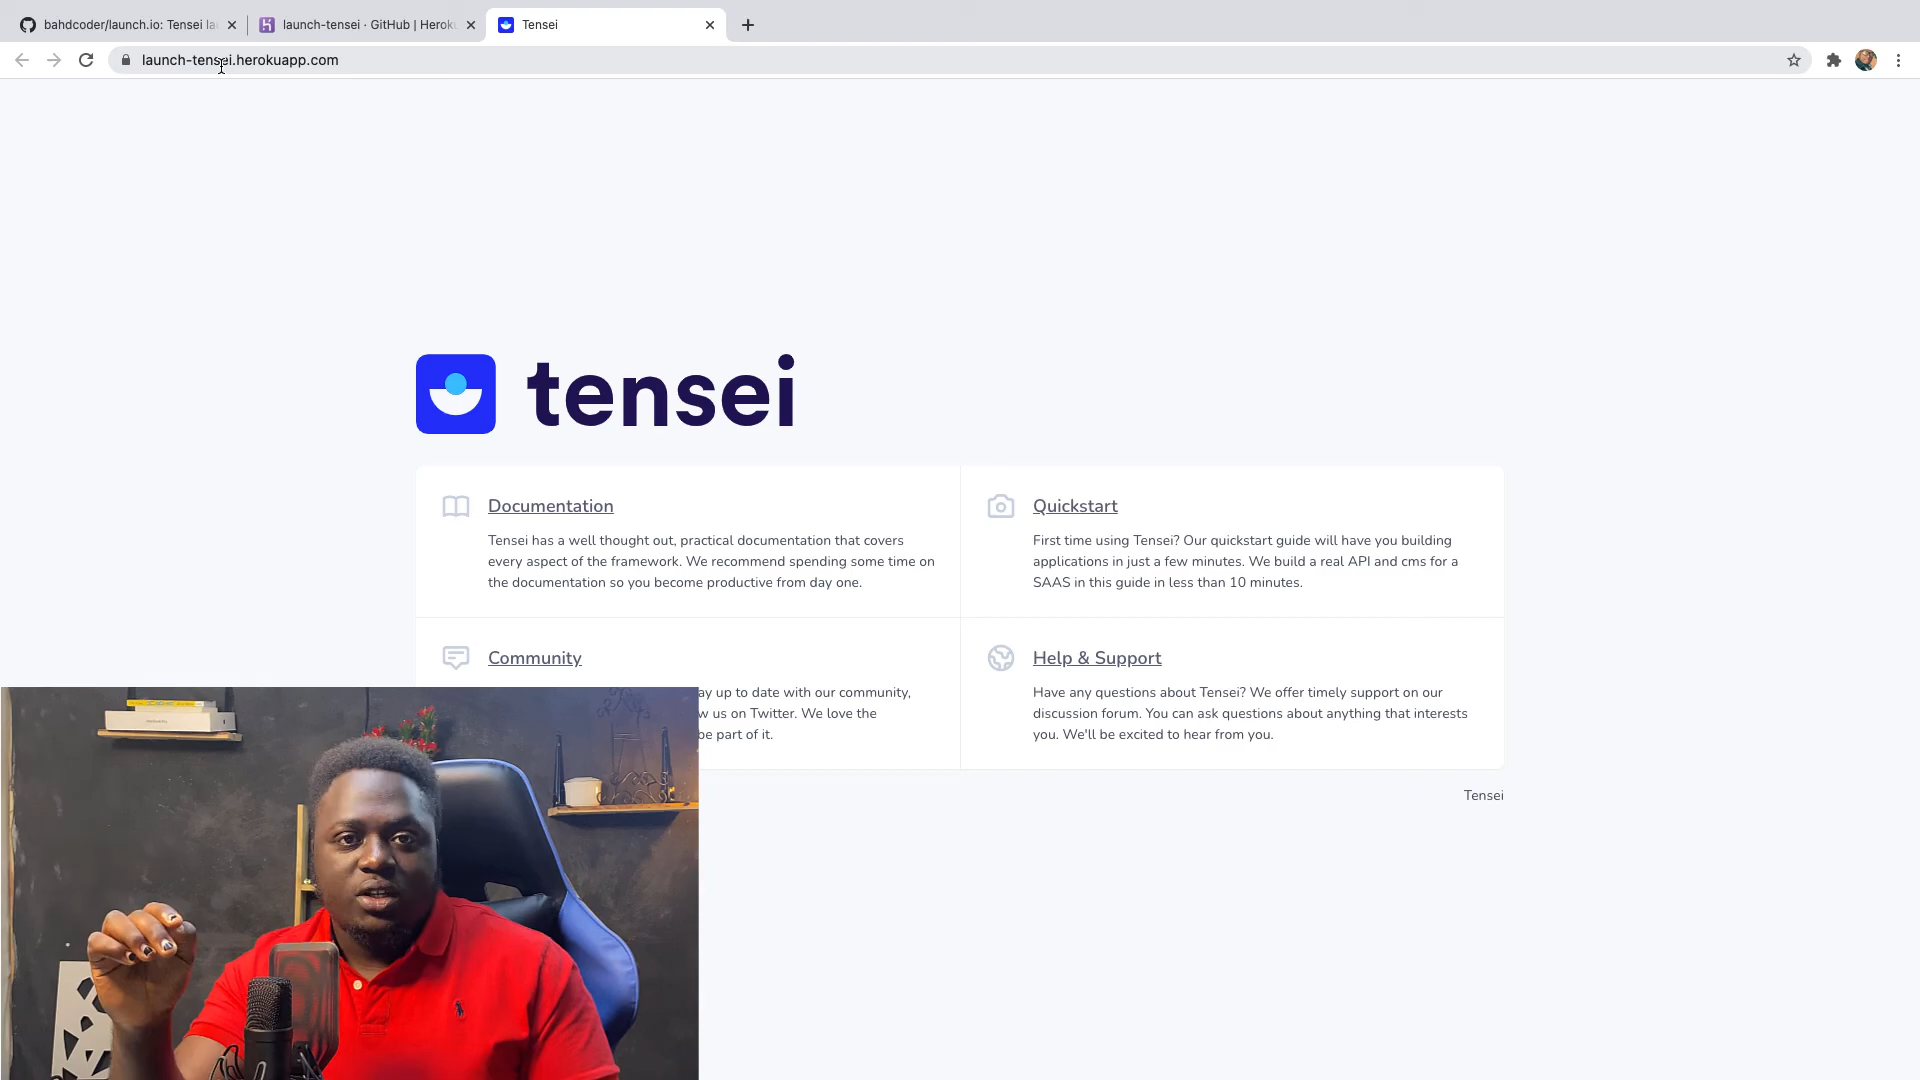 bahdcoder/launch.io: Tensei la
launch-tensei · GitHub | Heroku
Tensei
launch-tensei.herokuapp.com
tensei
Documentation
Tensei has a well thought out, practical documentation that covers
every aspect of the framework. We recommend spending some time on
the documentation so you become productive from day one.
Quickstart
First time using Tensei? Our quickstart guide will have you building
applications in just a few minutes. We build a real API and cms for a
SAAS in this guide in less than 10 minutes.
Community
ay up to date with our community,
w us on Twitter. We love the
be part of it.
Help & Support
Have any questions about Tensei? We offer timely support on our
discussion forum. You can ask questions about anything that interests
you. We'll be excited to hear from you.
Tensei